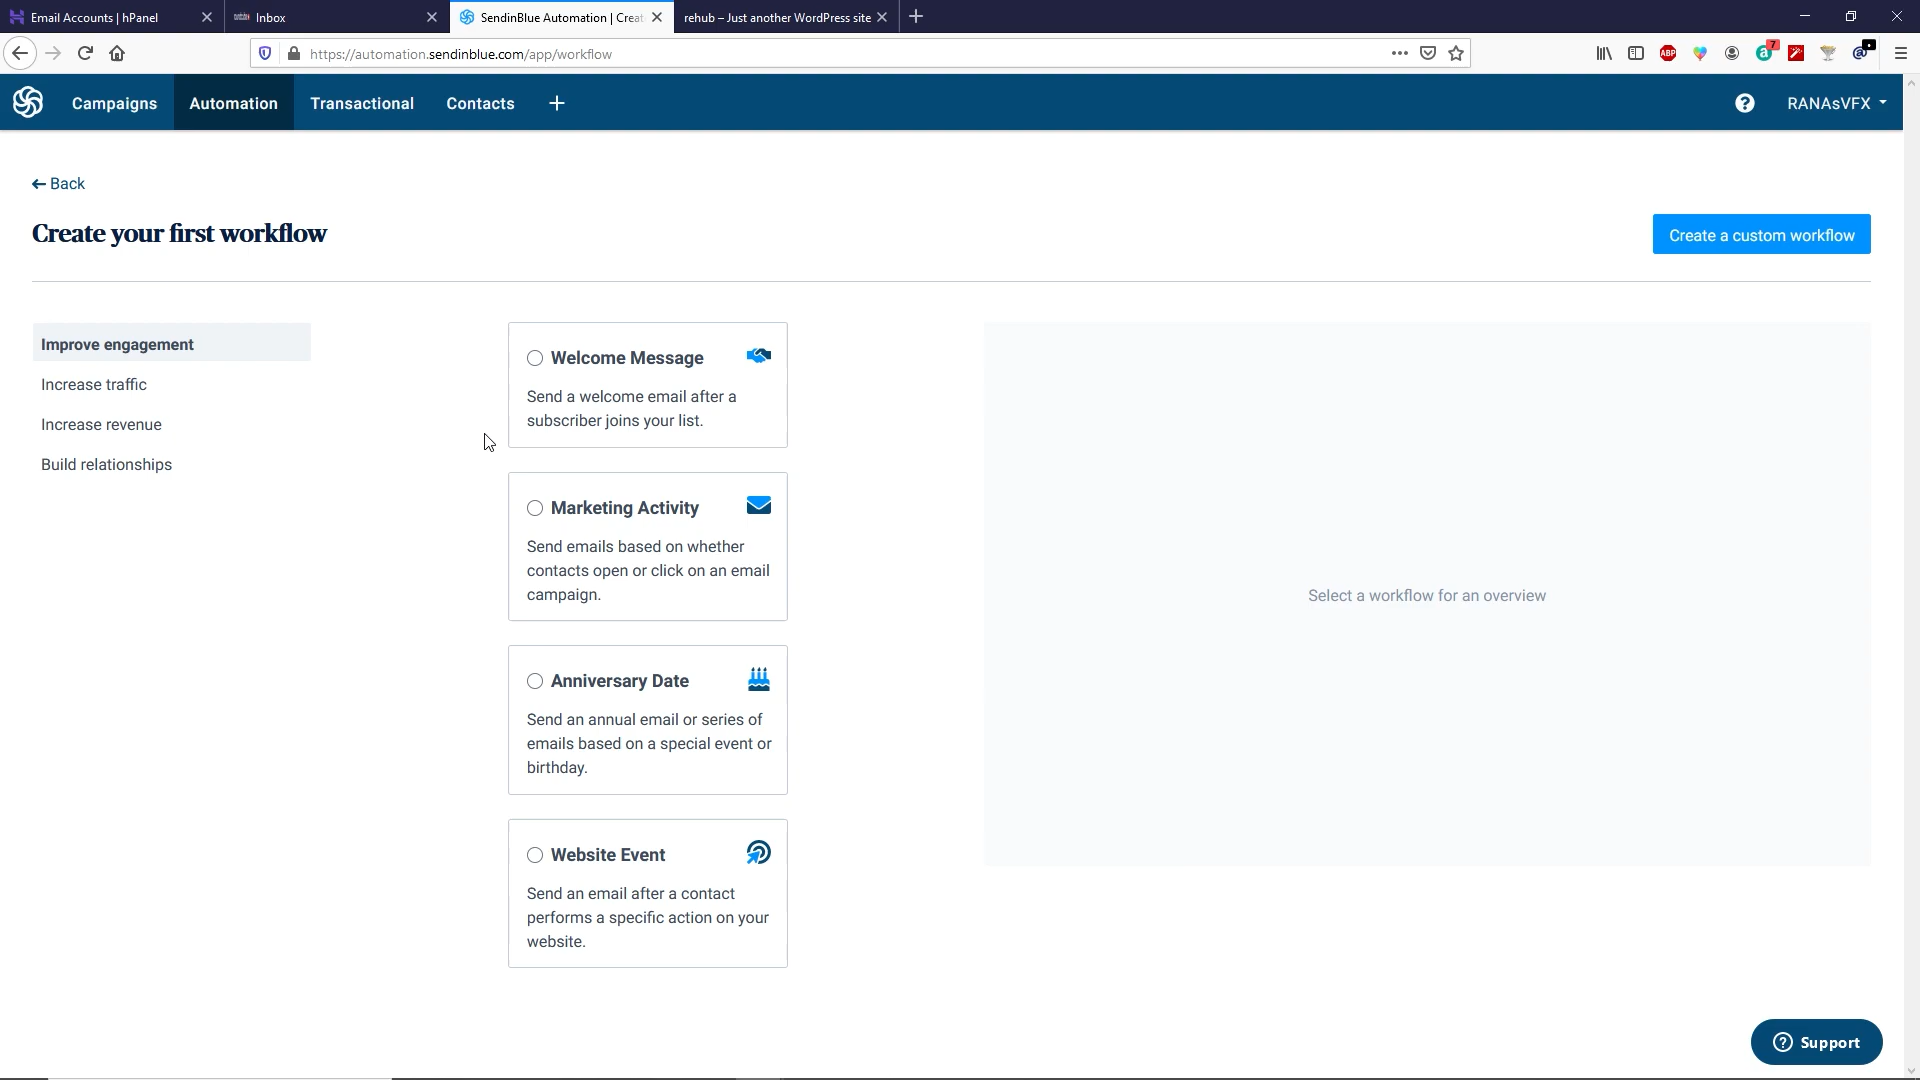 Email Accounts | hPanel
Inbox
SendinBlue Automation | Creat
rehub – Just another WordPress site
https://automation.sendinblue.com/app/workflow
ABP
7
Campaigns
Automation
Transactional
Contacts
RANAsVFX
Back
Create your first workflow
Create a custom workflow
Improve engagement
Increase traffic
Increase revenue
Build relationships
Welcome Message
Send a welcome email after a
subscriber joins your list.
Marketing Activity
Send emails based on whether
contacts open or click on an email
campaign.
Anniversary Date
Send an annual email or series of
emails based on a special event or
birthday.
Website Event
Send an email after a contact
performs a specific action on your
website.
Select a workflow for an overview
Support